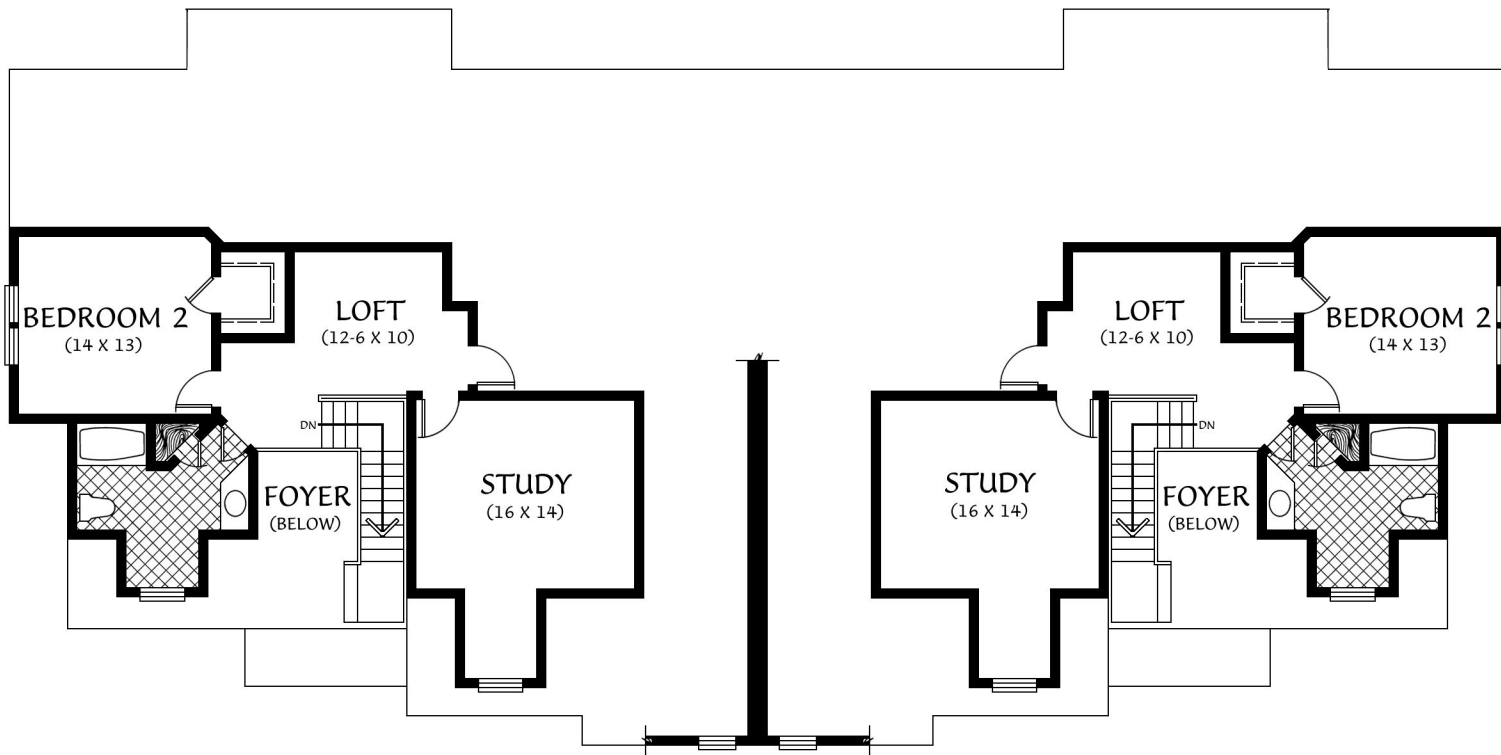 BEDROOM 2
(14 X 13)
LOFT
(12-6 X 10)
DN
FOYER
(BELOW)
STUDY
(16 X 14)
LOFT
(12-6 X 10)
BEDROOM 2
(14 X 13)
STUDY
(16 X 14)
DN
FOYER
(BELOW)